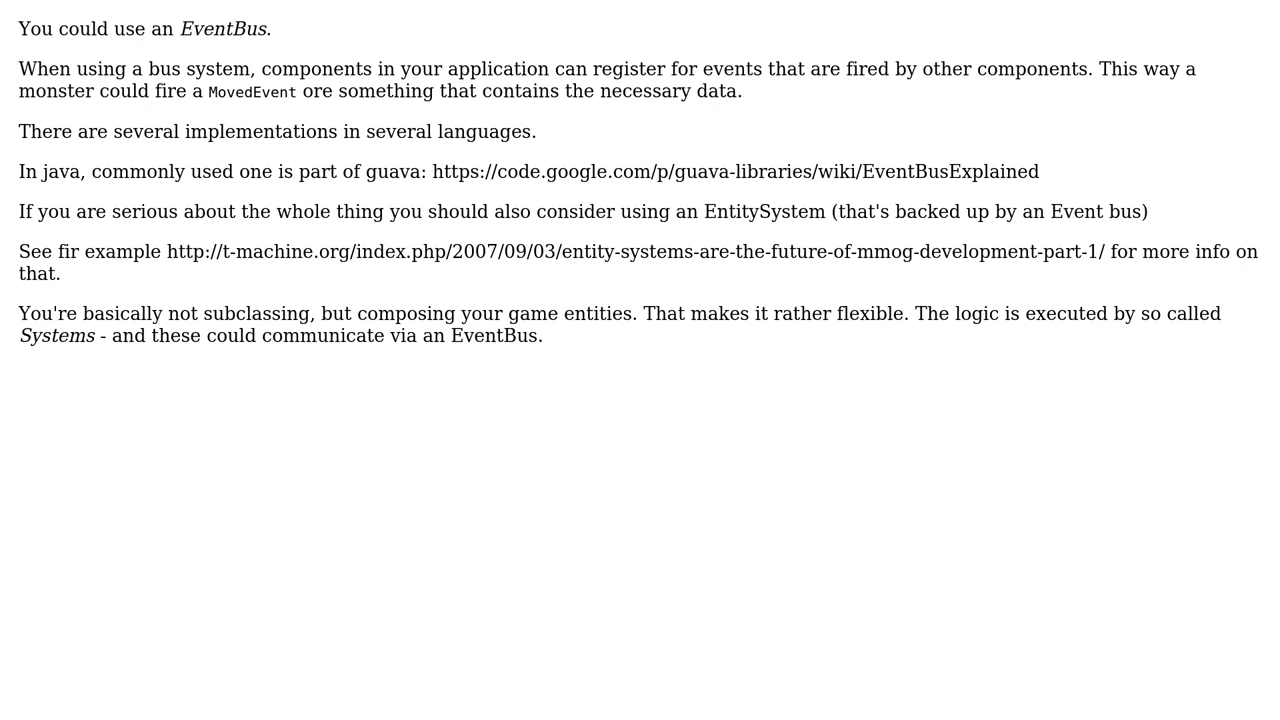 You could use an EventBus.
When using a bus system, components in your application can register for events that are fired by other components. This way a
monster could fire a MovedEvent ore something that contains the necessary data.
There are several implementations in several languages.
In java, commonly used one is part of guava: https://code.google.com/p/guava-libraries/wiki/EventBusExplained
If you are serious about the whole thing you should also consider using an EntitySystem (that's backed up by an Event bus)
See fir example http://t-machine.org/index.php/2007/09/03/entity-systems-are-the-future-of-mmog-development-part-1/ for more info on
that.
You're basically not subclassing, but composing your game entities. That makes it rather flexible. The logic is executed by so called
Systems - and these could communicate via an EventBus.